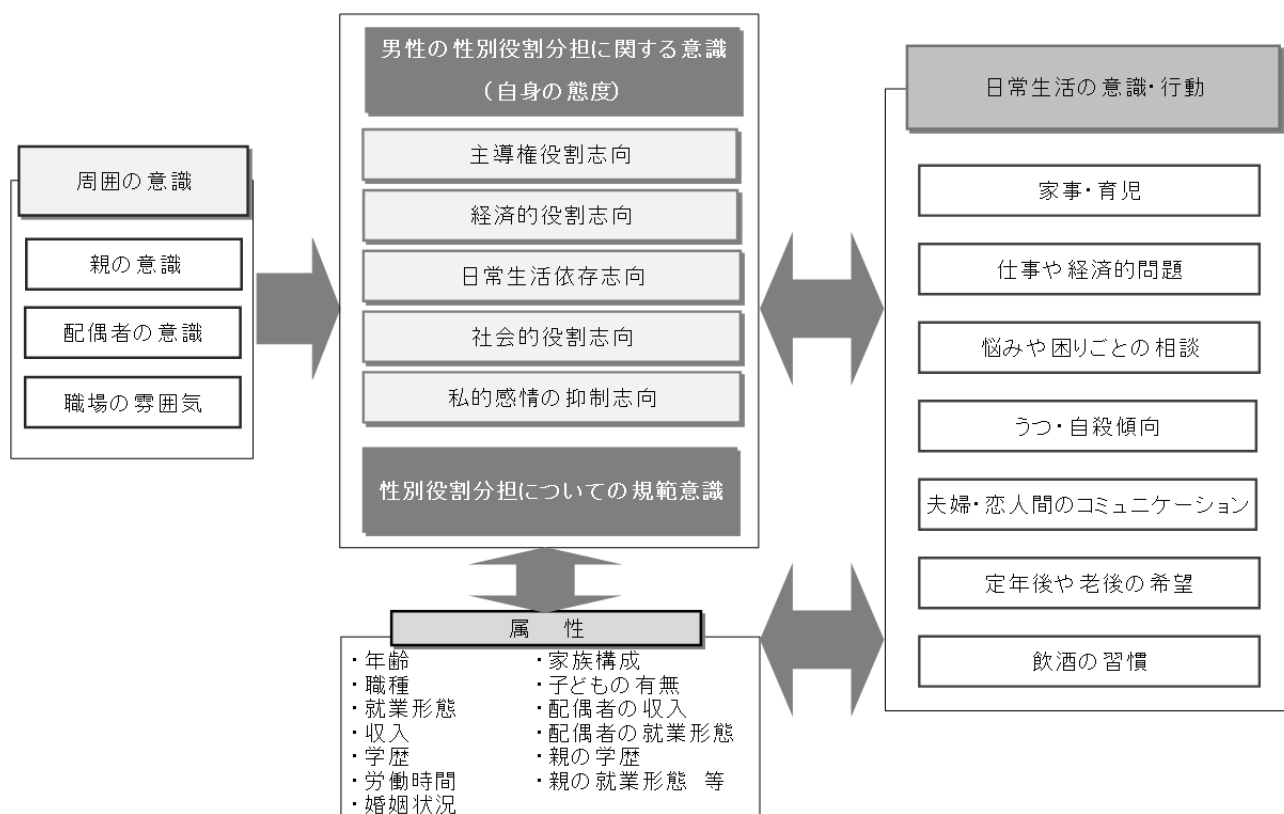 周囲の意識
親の意識
配偶者の意識
職場の雰囲気
男性の性別役割分担に関する意識
（自身の態度）
主導権役割志向
経済的役割志向
日常生活依存志向
社会的役割志向
私的感情の抑制志向
性別役割分担についての規範意識
属　性
・年齢
・職種
・就業形態
・収入
・学歴
・労働時間
・婚姻状況
・家族構成
・子どもの有無
・配偶者の収入
・配偶者の就業形態
・親の学歴
・親の就業形態 等
日常生活の意識・行動
家事・育児
仕事や経済的問題
悩みや困りごとの相談
うつ・自殺傾向
夫婦・恋人間のコミュニケーション
定年後や老後の希望
飲酒の習慣